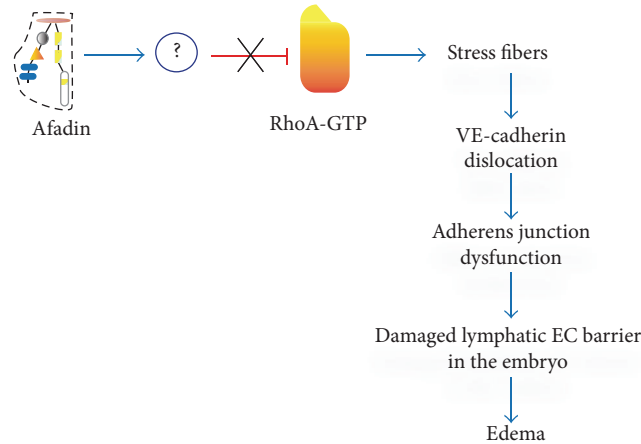 ?
Afadin
RhoA-GTP
Stress fibers
VE-cadherin
dislocation
Adherens junction
dysfunction
Damaged lymphatic EC barrier
in the embryo
Edema